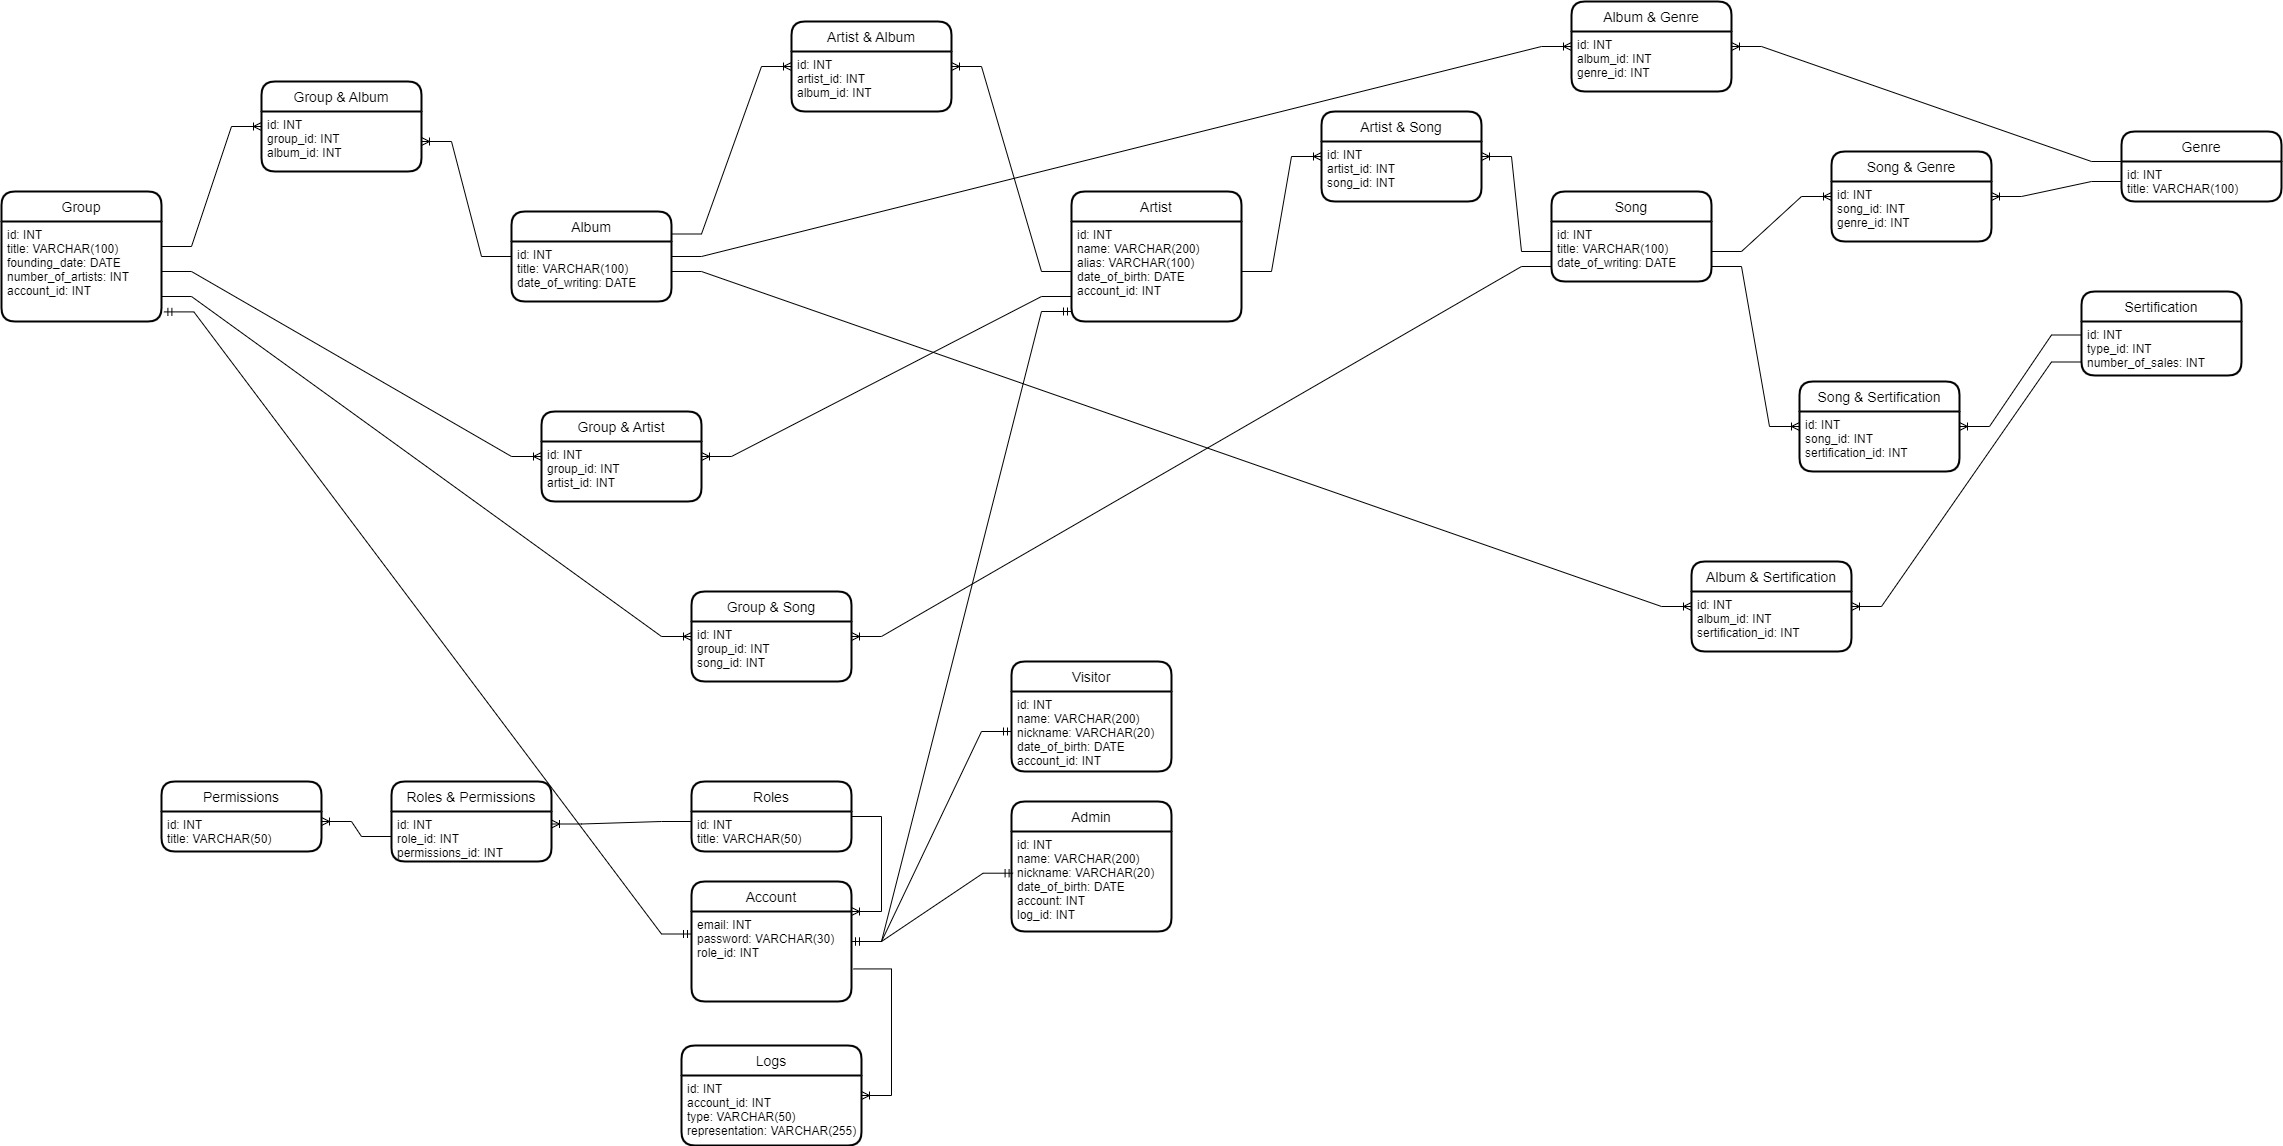 Album & Genre
id: INT
album_id: INT
genre_id: INT
Artist & Album
id: INT
artist_id: INT
album_id: INT
Group & Album
id: INT
group_id: INT
album_id: INT
Artist & Song
id: INT
artist_id: INT
song_id: INT
Genre
id: INT
title: VARCHAR(100)
Song & Genre
id: INT
song_id: INT
genre_id: INT
Group
id: INT
title: VARCHAR(100)
founding_date: DATE
number_of_artists: INT
account_id: INT
Album
id: INT
title: VARCHAR(100)
date_of_writing: DATE
Artist
id: INT
name: VARCHAR(200)
alias: VARCHAR(100)
date_of_birth: DATE
account_id: INT
Song
id: INT
title: VARCHAR(100)
date_of_writing: DATE
Sertification
id: INT
type_id: INT
number_of_sales: INT
Song & Sertification
id: INT
song_id: INT
sertification_id: INT
Group & Artist
id: INT
group_id: INT
artist_id: INT
Album & Sertification
id: INT
album_id: INT
sertification_id: INT
Group & Song
id: INT
group_id: INT
song_id: INT
Visitor
id: INT
name: VARCHAR(200)
nickname: VARCHAR(20)
date_of_birth: DATE
account_id: INT
Permissions
id: INT
title: VARCHAR(50)
Roles & Permissions
id: INT
role_id: INT
permissions_id: INT
Roles
id: INT
title: VARCHAR(50)
Admin
id: INT
name: VARCHAR(200)
nickname: VARCHAR(20)
date_of_birth: DATE
account: INT
log_id: INT
Account
email: INT
password: VARCHAR(30)
role_id: INT
Logs
id: INT
account_id: INT
type: VARCHAR(50)
representation: VARCHAR(255)